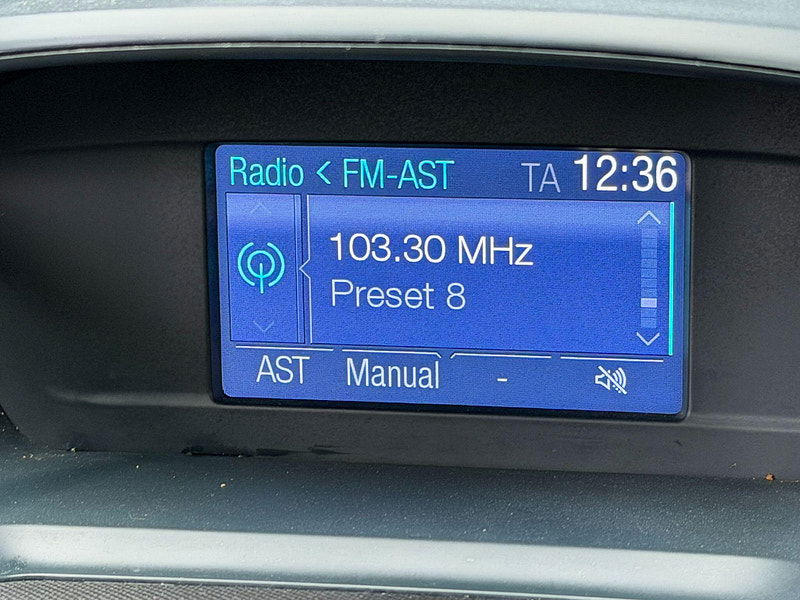 Radio < FM-AST TA 12:36
103.30 MHz
Preset 8
AST Manual -